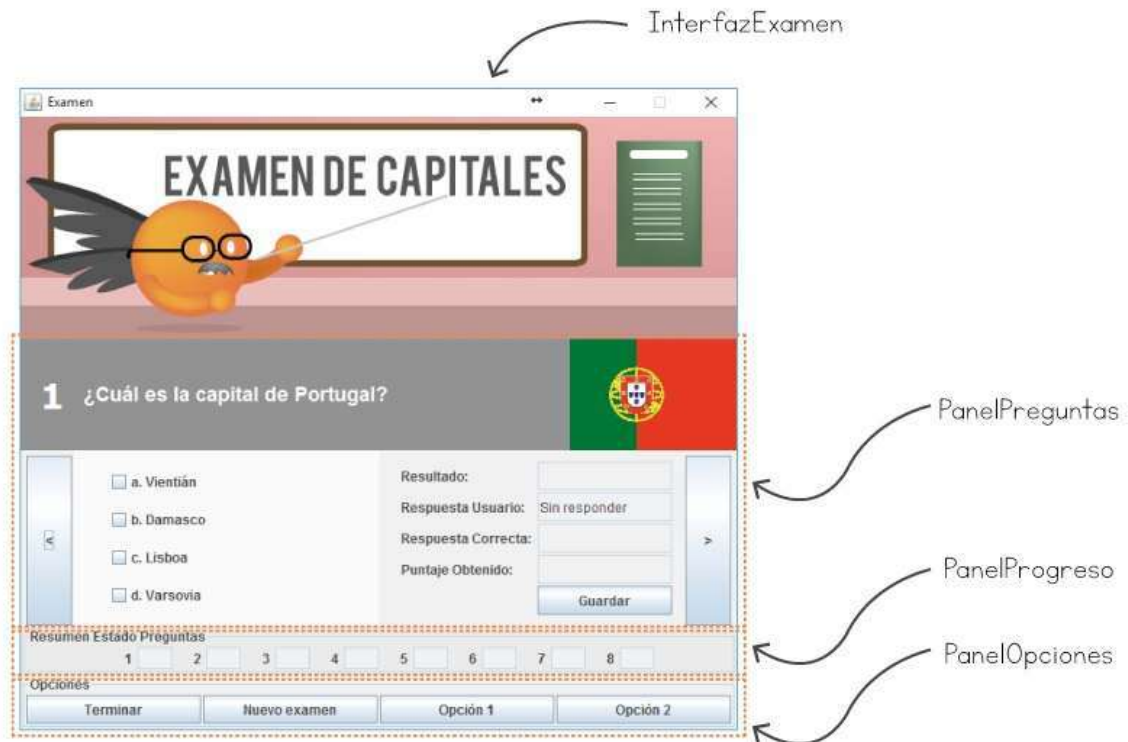 InterfazExamen
Examen
EXAMEN DE CAPITALES
1 ¿Cuál es la capital de Portugal?
PanelPreguntas
<
a. Vientián
b. Damasco
c. Lisboa
d. Varsovia
Resultado:
Respuesta Usuario: Sin responder
Respuesta Correcta:
Puntaje Obtenido:
Guardar
>
PanelProgreso
Resumen Estado Preguntas
1 2 3 4 5 6 7 8
PanelOpciones
Opciones
Terminar Nuevo examen Opción 1 Opción 2